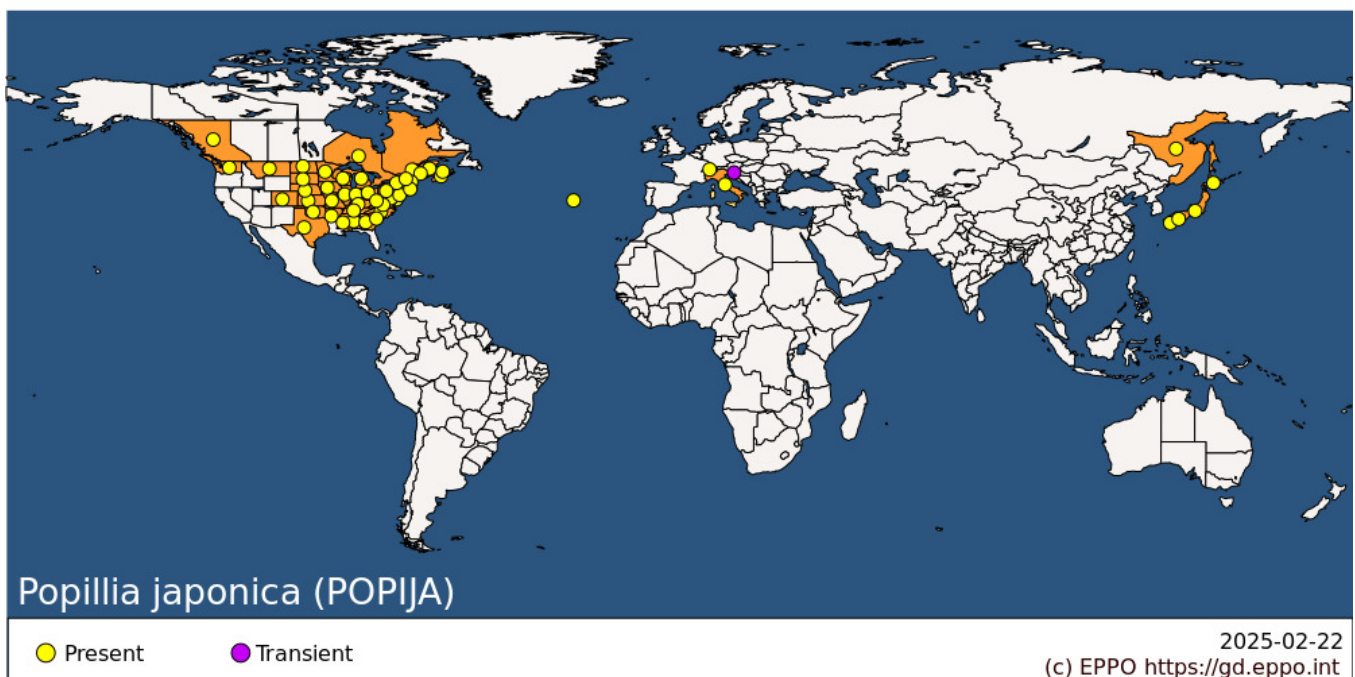 Popillia japonica (POPIJA)
Present
Transient
2025-02-22
(c) EPPO https://gd.eppo.int